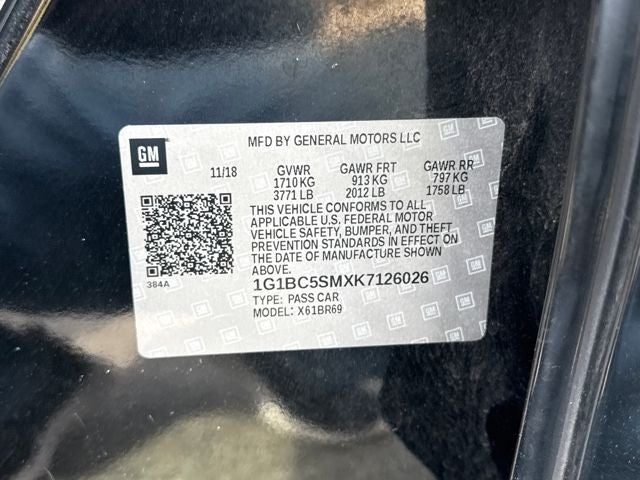 MFD BY GENERAL MOTORS LLC
GM
11/18 GVWR GAWR FRT GAWR RR
1710 KG 913 KG 797 KG
3771 LB 2012 LB 1758 LB
THIS VEHICLE CONFORMS TO ALL
APPLICABLE U.S. FEDERAL MOTOR
VEHICLE SAFETY, BUMPER, AND THEFT
PREVENTION STANDARDS IN EFFECT ON
THE DATE OF MANUFACTURE SHOWN
ABOVE.
384A
1G1BC5SMXK7126026
TYPE: PASS CAR
MODEL: X61BR69